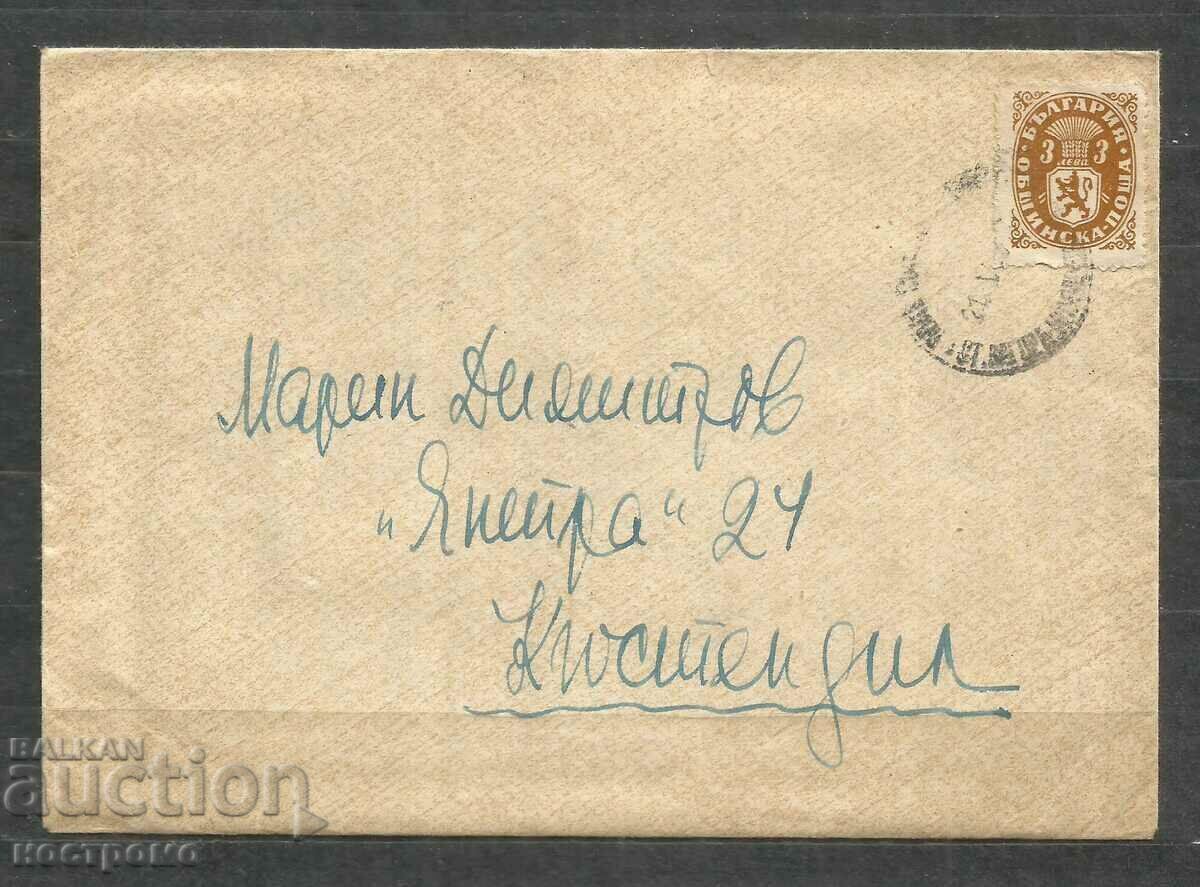 БЪЛГАРИЯ
3 3
ЛЕВА
ОБЩИНСКА-ПОЩА
Марин Димитров
„Янтра“ 24
Кюстендил
BALKAN
auction
КОСТРОМО